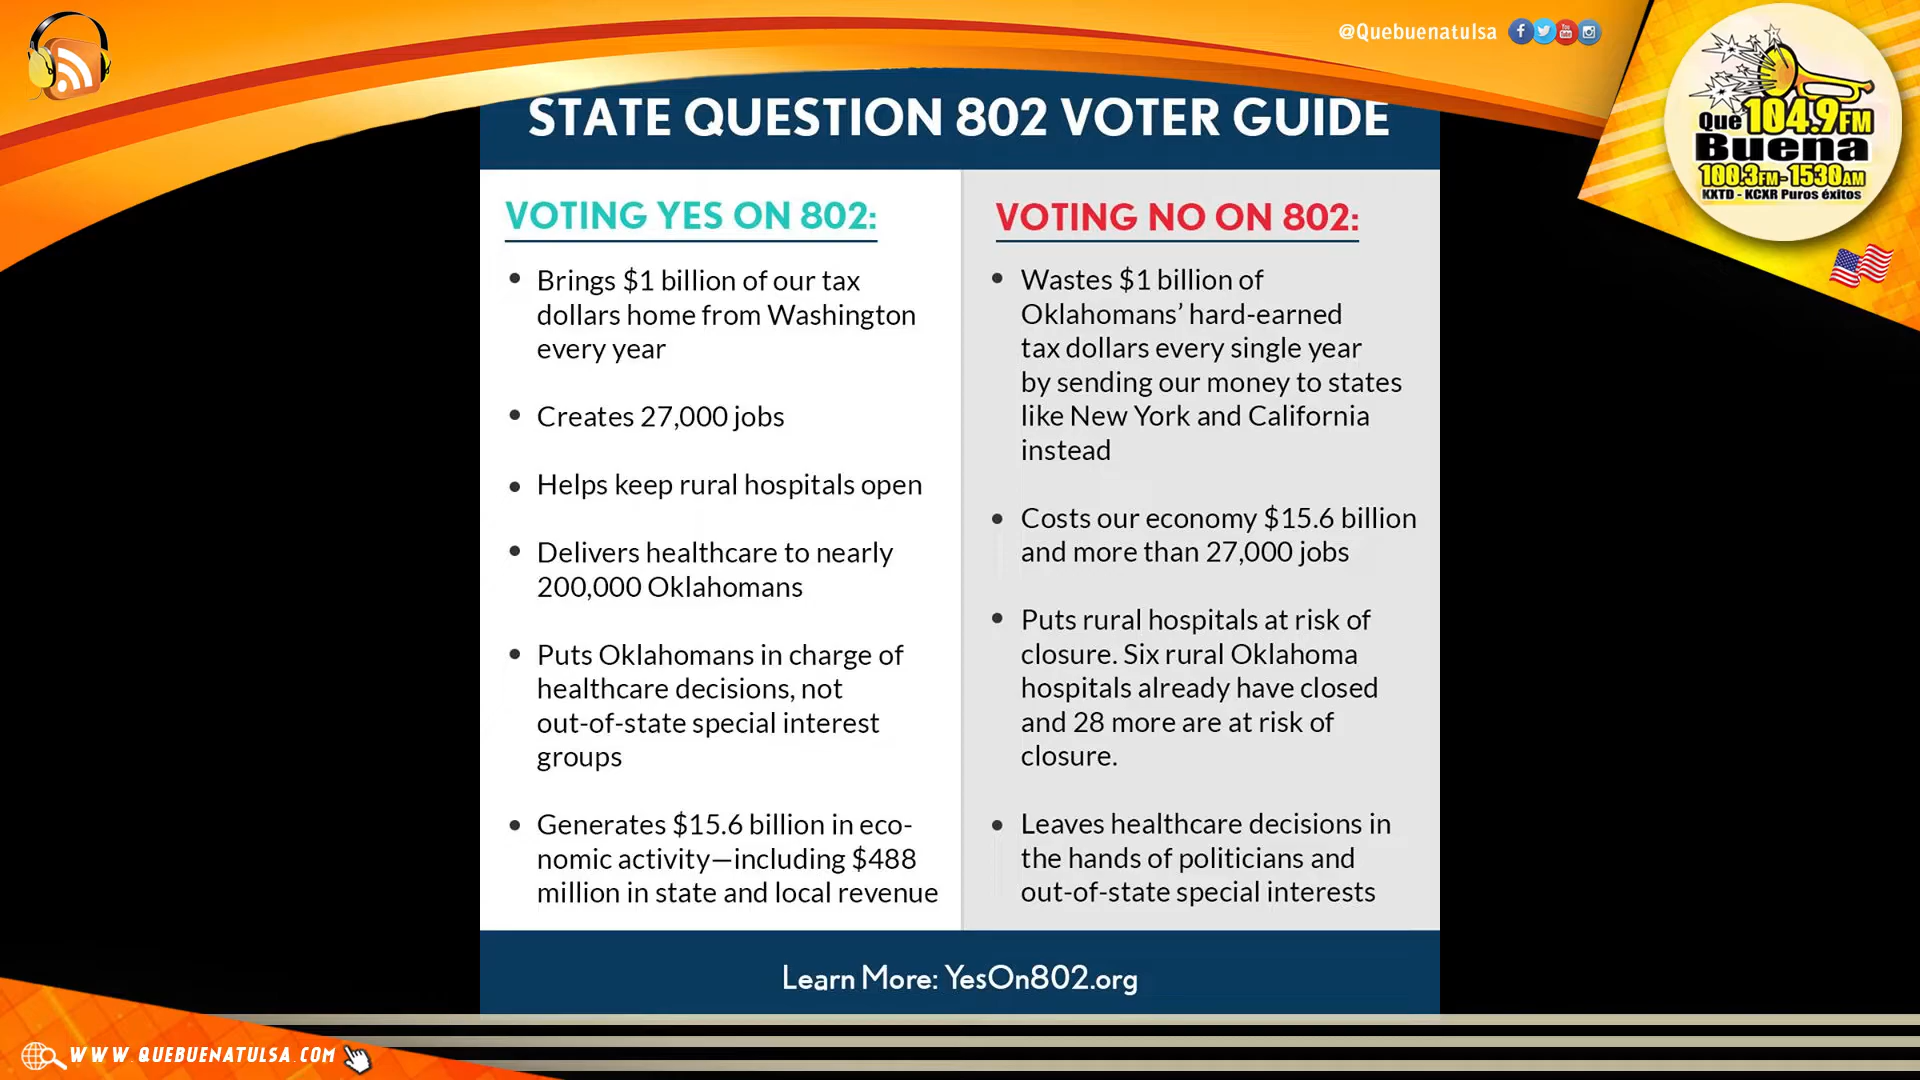 @Quebuenatulsa
Que 104.9FM
Buena
100.3FM-1530AM
KXTD - KCXR Puros éxitos
STATE QUESTION 802 VOTER GUIDE
VOTING YES ON 802:
• Brings $1 billion of our tax
dollars home from Washington
every year
• Creates 27,000 jobs
• Helps keep rural hospitals open
• Delivers healthcare to nearly
200,000 Oklahomans
• Puts Oklahomans in charge of
healthcare decisions, not
out-of-state special interest
groups
• Generates $15.6 billion in eco-
nomic activity—including $488
million in state and local revenue
VOTING NO ON 802:
• Wastes $1 billion of
Oklahomans’ hard-earned
tax dollars every single year
by sending our money to states
like New York and California
instead
• Costs our economy $15.6 billion
and more than 27,000 jobs
• Puts rural hospitals at risk of
closure. Six rural Oklahoma
hospitals already have closed
and 28 more are at risk of
closure.
• Leaves healthcare decisions in
the hands of politicians and
out-of-state special interests
Learn More: YesOn802.org
WWW.QUEBUENATULSA.COM